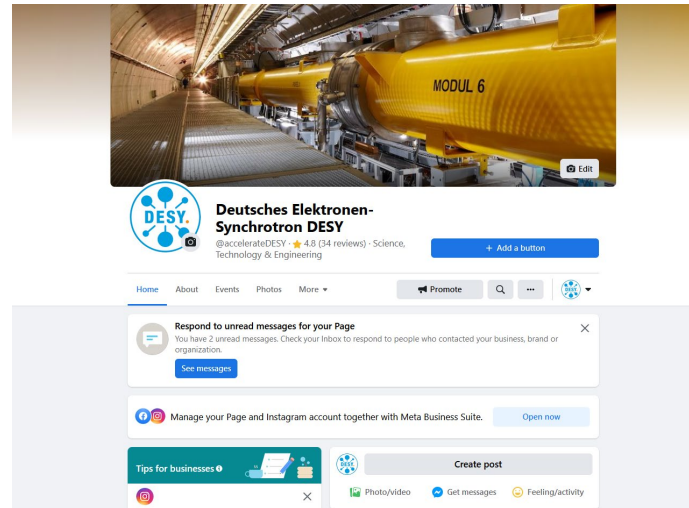 MODUL 6
Edit
DESY.
Deutsches Elektronen-
Synchrotron DESY
@accelerateDESY · 4.8 (34 reviews) · Science,
Technology & Engineering
+ Add a button
Home About Events Photos More
Promote
DESY
Respond to unread messages for your Page
You have 2 unread messages. Check your Inbox to respond to people who contacted your business, brand or
organization.
See messages
Manage your Page and Instagram account together with Meta Business Suite.
Open now
Tips for businesses
DESY
Create post
Photo/video Get messages Feeling/activity